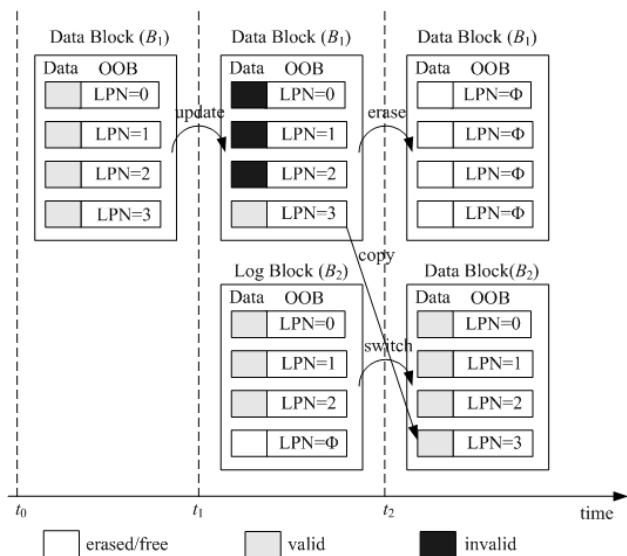 Data Block (B1) Data Block (B1) Data Block (B1)
Data OOB Data OOB Data OOB
LPN=0 LPN=0 LPN=Φ
update erase
LPN=1 LPN=1 LPN=Φ
LPN=2 LPN=2 LPN=Φ
LPN=3 LPN=3 LPN=Φ
copy
Log Block (B2) Data Block(B2)
Data OOB Data OOB
LPN=0 LPN=0
switch
LPN=1 LPN=1
LPN=2 LPN=2
LPN=Φ LPN=3
t0 t1 t2 time
erased/free valid invalid